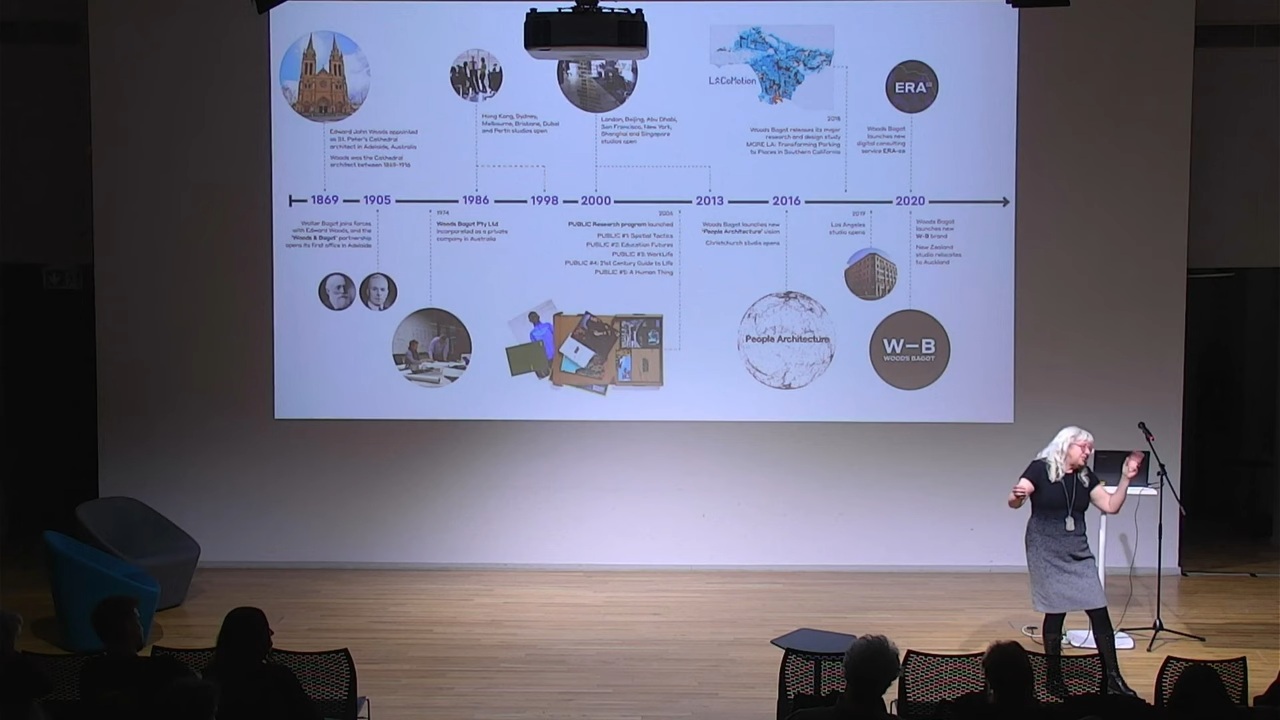 Edward John Woods appointed
as St. Peter's Cathedral
architect in Adelaide, Australia
Woods was the Cathedral
architect between 1869-1916
Hong Kong, Sydney,
Melbourne, Brisbane, Dubai
and Perth studios open
London, Beijing, Abu Dhabi,
San Francisco, New York,
Shanghai and Singapore
studios open
LACoMotion
2018
Woods Bagot releases its major
research and design study
MORE LA: Transforming Parking
to Places in Southern California
ERA
Woods Bagot
launches new
digital consulting
service ERA-co
1869
1905
1986
1998
2000
2013
2016
2020
Walter Bagot joins forces
with Edward Woods, and the
'Woods & Bagot' partnership
opens its first office in Adelaide
1974
Woods Bagot Pty Ltd
incorporated as a private
company in Australia
2006
PUBLIC Research program launched
PUBLIC #1: Spatial Tactics
PUBLIC #2: Education Futures
PUBLIC #3: WorkLife
PUBLIC #4: 21st Century Guide to Life
PUBLIC #5: A Human Thing
Woods Bagot launches new
'People Architecture' vision
Christchurch studio opens
2019
Los Angeles
studio opens
Woods Bagot
launches new
W-B brand
New Zealand
studio relocates
to Auckland
People Architecture
W–B
WOODS BAGOT